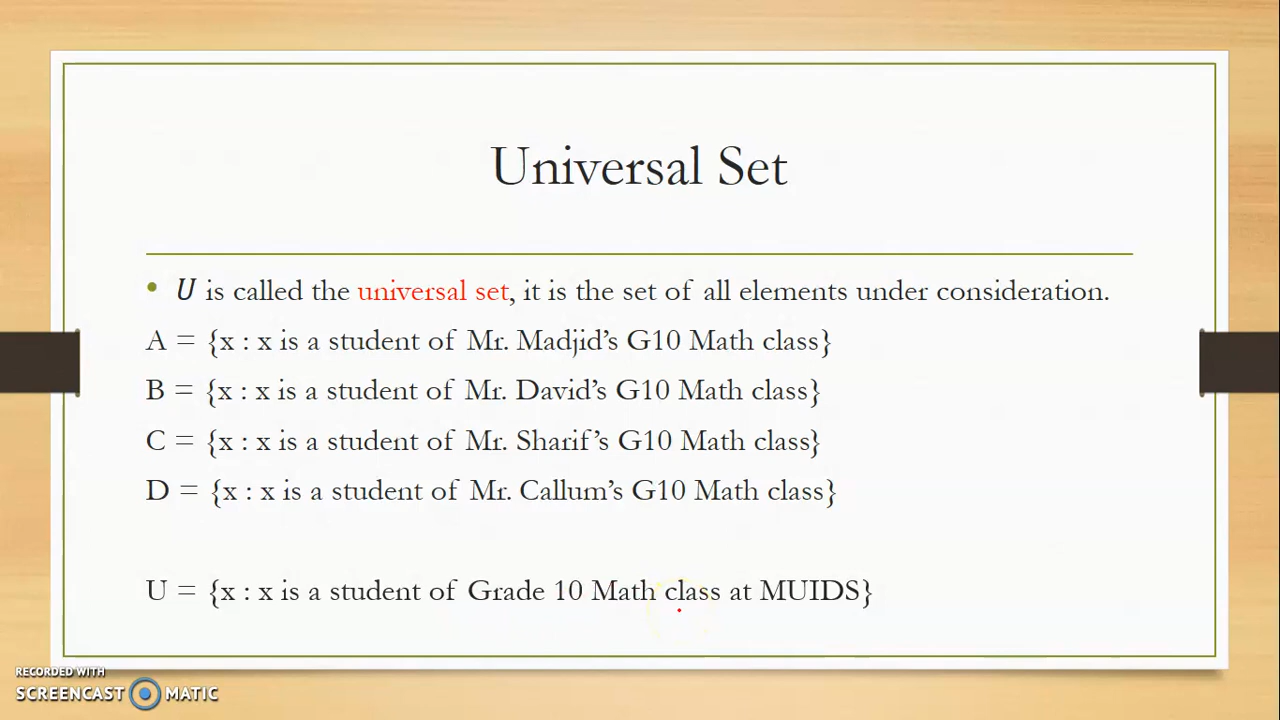 Universal Set
• U is called the universal set, it is the set of all elements under consideration.
A = {x : x is a student of Mr. Madjid’s G10 Math class}
B = {x : x is a student of Mr. David’s G10 Math class}
C = {x : x is a student of Mr. Sharif’s G10 Math class}
D = {x : x is a student of Mr. Callum’s G10 Math class}
U = {x : x is a student of Grade 10 Math class at MUIDS}
RECORDED WITH
SCREENCAST MATIC